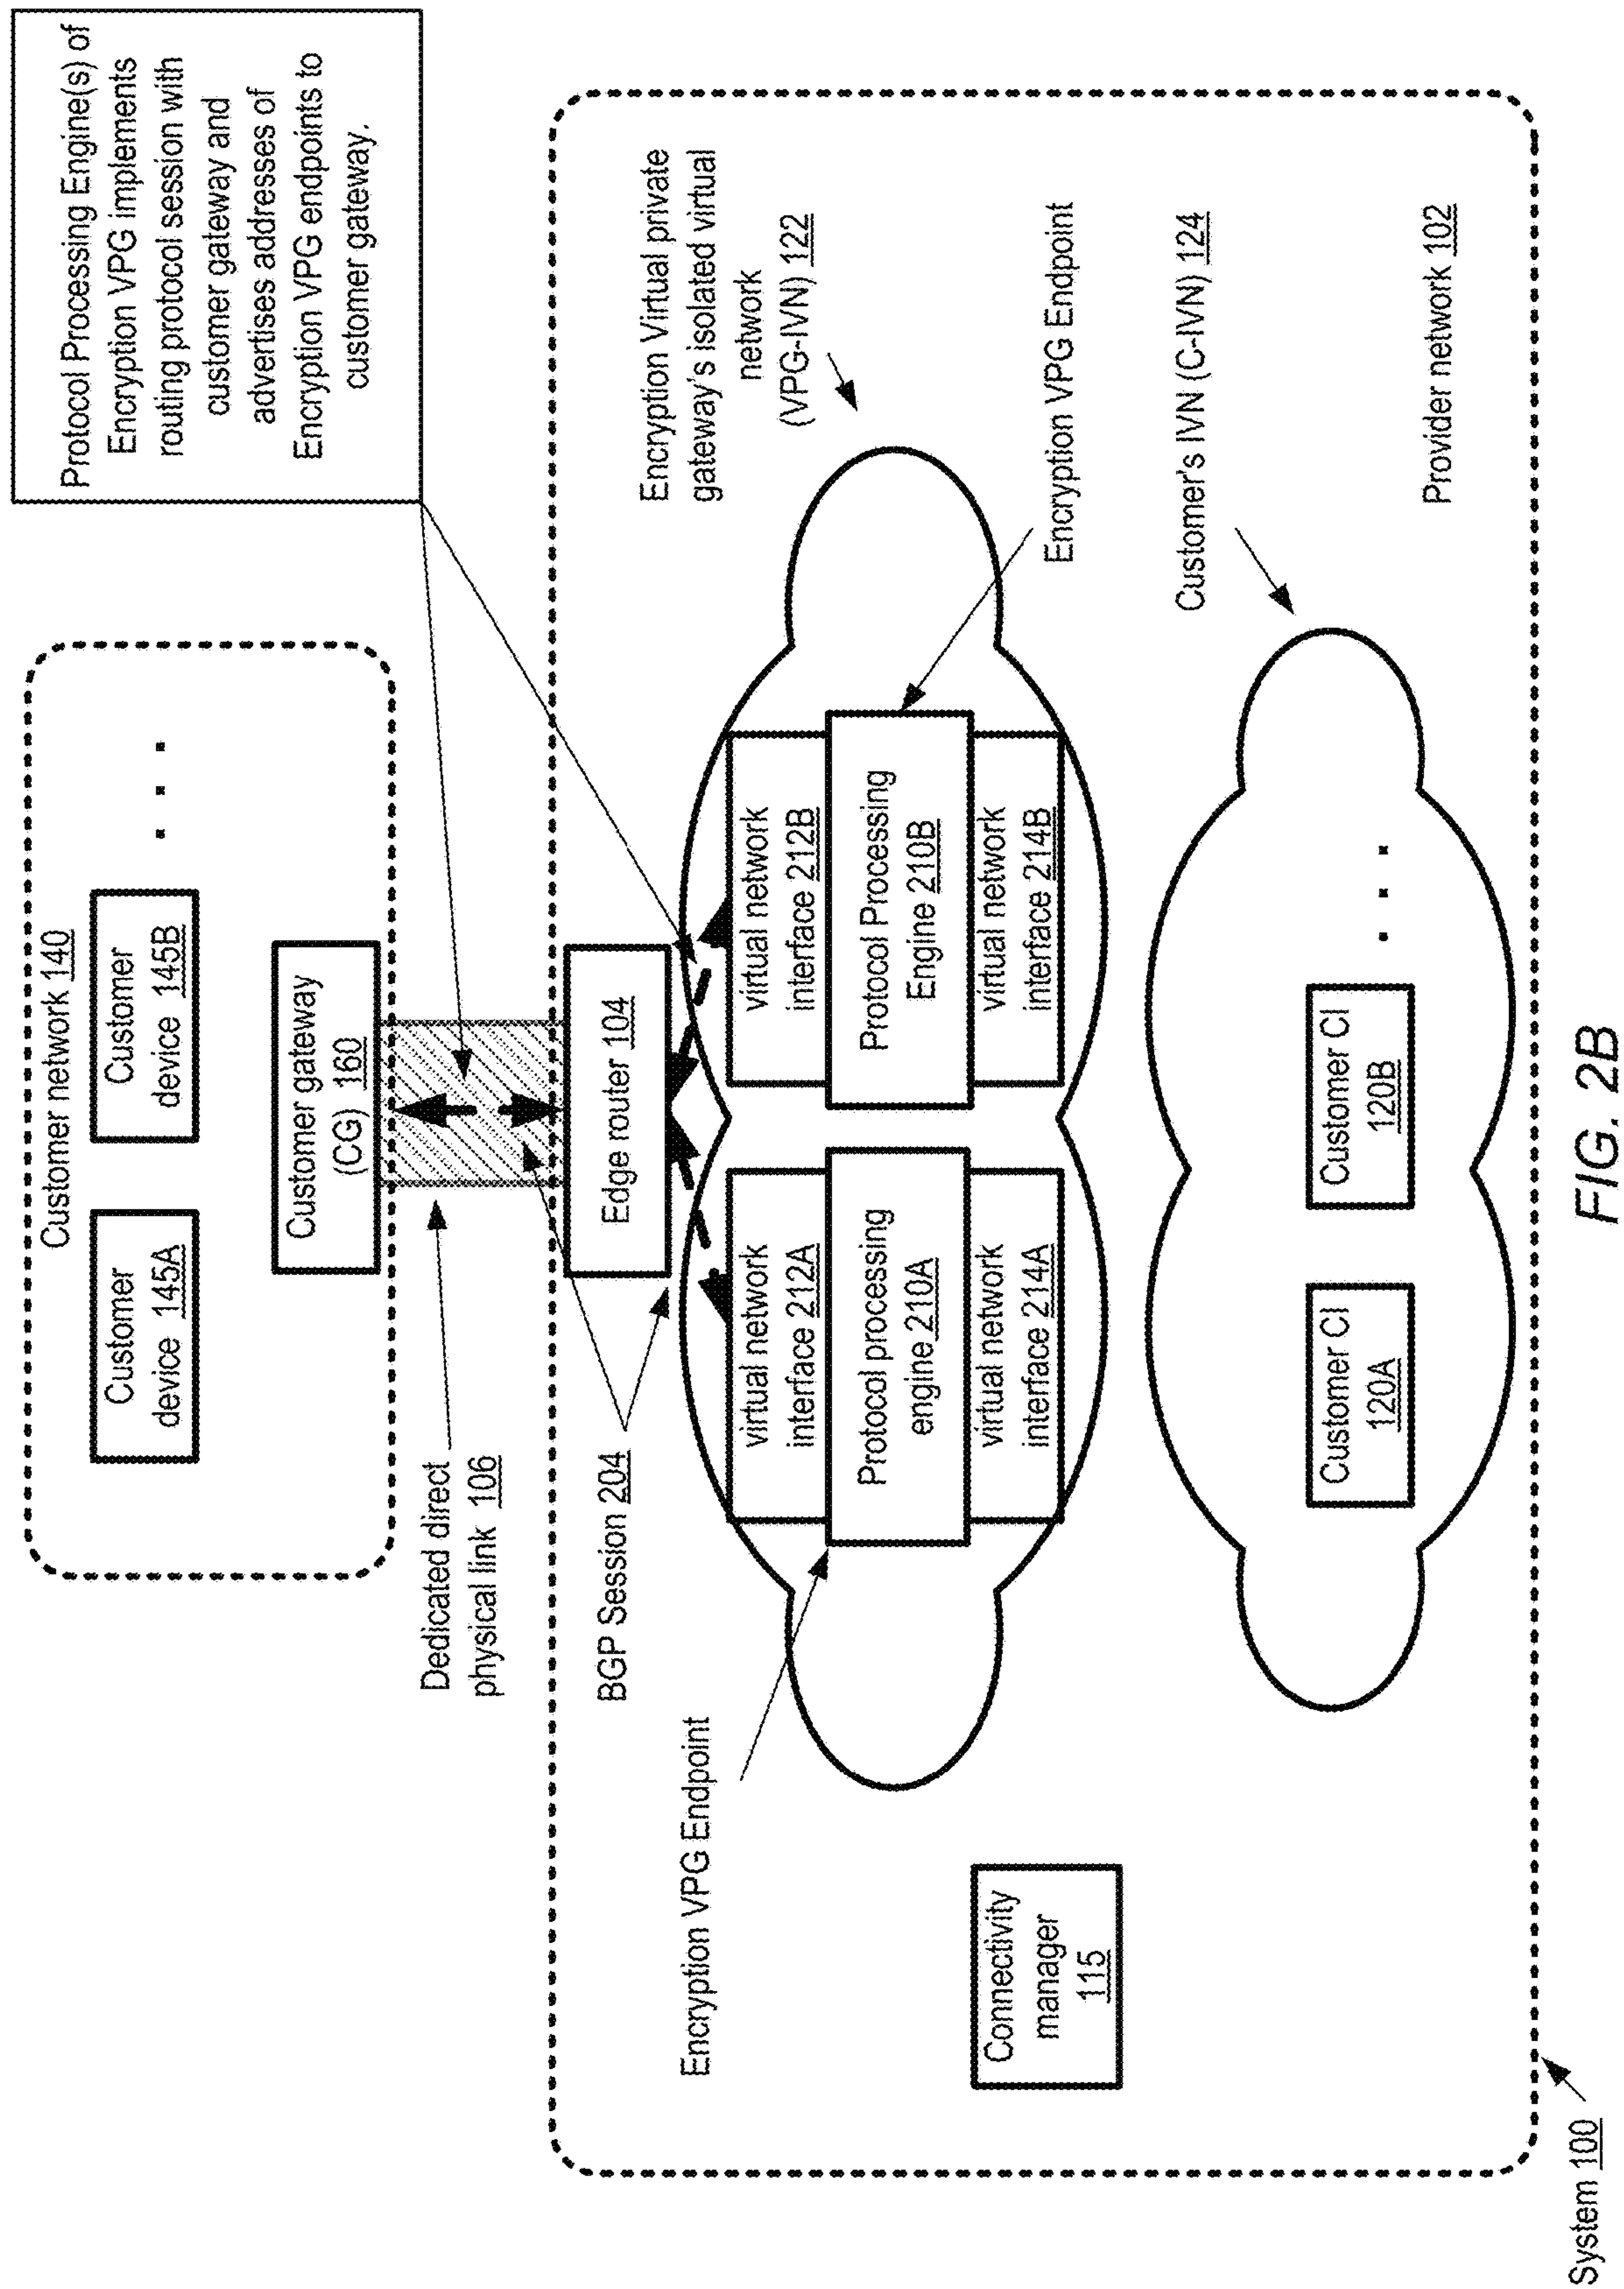 Customer network 140
Customer
device 145A
Customer
device 145B
. . .
Customer gateway
(CG) 160
Protocol Processing Engine(s) of
Encryption VPG implements
routing protocol session with
customer gateway and
advertises addresses of
Encryption VPG endpoints to
customer gateway.
Dedicated direct
physical link 106
BGP Session 204
Edge router 104
Encryption Virtual private
gateway's isolated virtual
network
(VPG-IVN) 122
Encryption VPG Endpoint
virtual network
interface 212A
Protocol processing
engine 210A
virtual network
interface 214A
virtual network
interface 212B
Protocol Processing
Engine 210B
virtual network
interface 214B
Encryption VPG Endpoint
Connectivity
manager
115
Customer's IVN (C-IVN) 124
Customer CI
120A
Customer CI
120B
. . .
Provider network 102
System 100
FIG. 2B